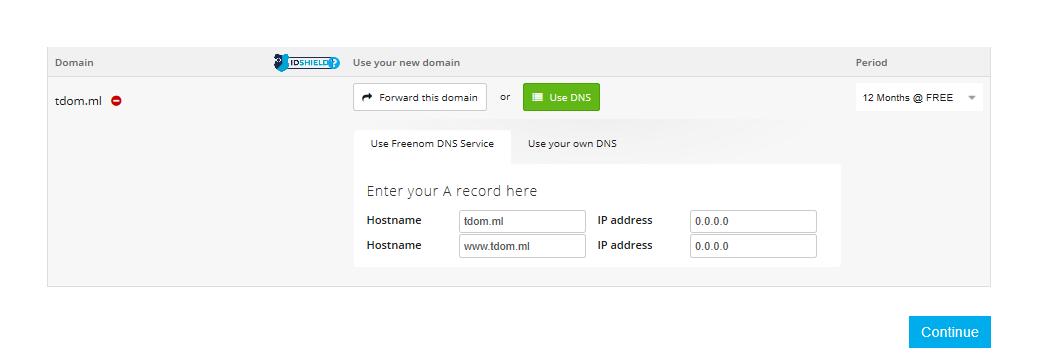 Domain IDSHIELD? Use your new domain Period
tdom.ml Forward this domain or Use DNS 12 Months @ FREE
Use Freenom DNS Service Use your own DNS
Enter your A record here
Hostname tdom.ml IP address 0.0.0.0
Hostname www.tdom.ml IP address 0.0.0.0
Continue